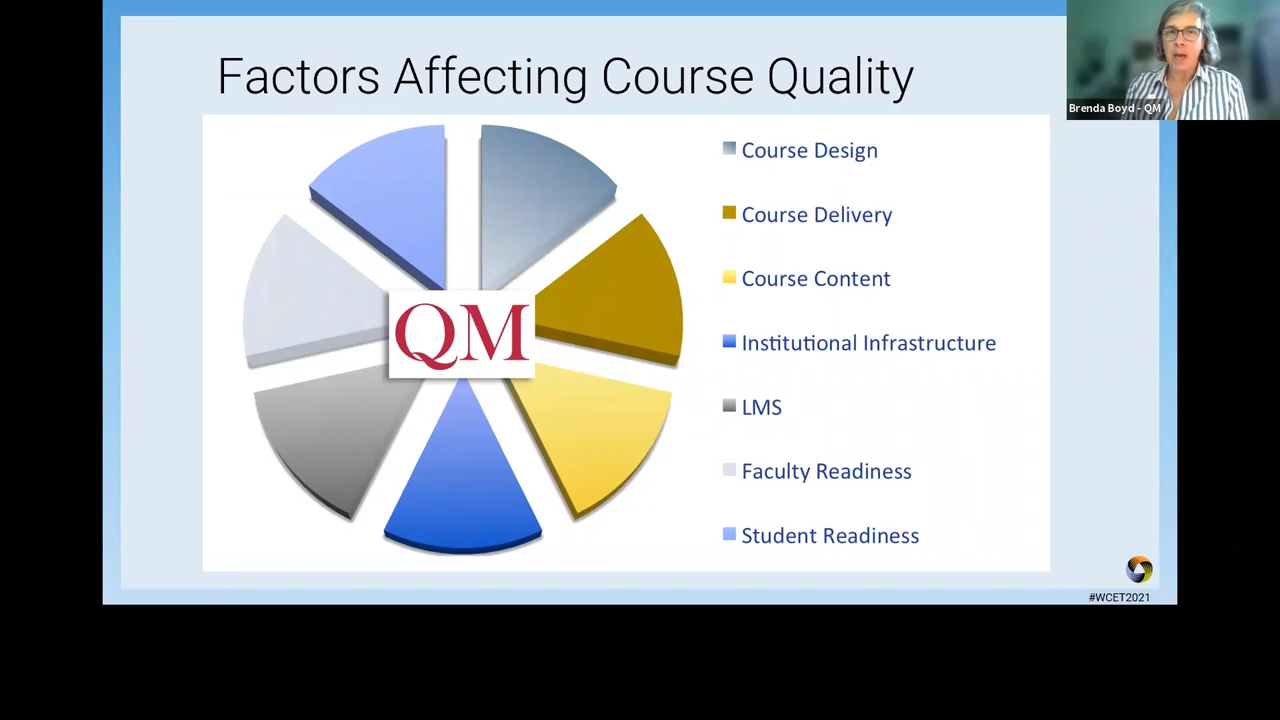 Factors Affecting Course Quality
Brenda Boyd - QM
Course Design
Course Delivery
Course Content
QM
Institutional Infrastructure
LMS
Faculty Readiness
Student Readiness
#WCET2021